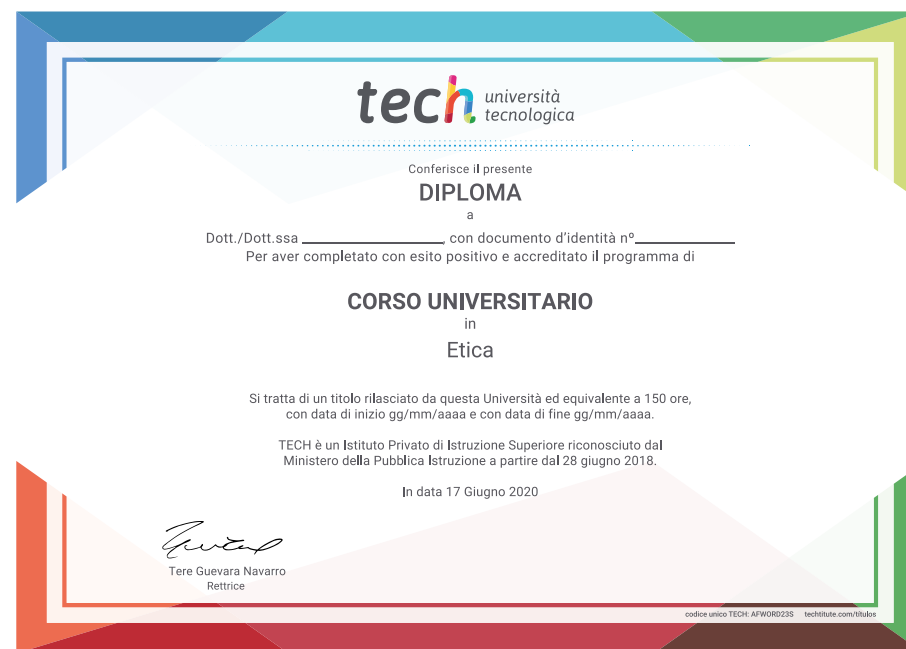 tech università
tecnologica
Conferisce il presente
DIPLOMA
a
Dott./Dott.ssa ________________, con documento d'identità nº____________
Per aver completato con esito positivo e accreditato il programma di
CORSO UNIVERSITARIO
in
Etica
Si tratta di un titolo rilasciato da questa Università ed equivalente a 150 ore,
con data di inizio gg/mm/aaaa e con data di fine gg/mm/aaaa.
TECH è un Istituto Privato di Istruzione Superiore riconosciuto dal
Ministero della Pubblica Istruzione a partire dal 28 giugno 2018.
In data 17 Giugno 2020
Tere Guevara Navarro
Rettrice
codice unico TECH: AFWORD23S techtitute.com/titulos